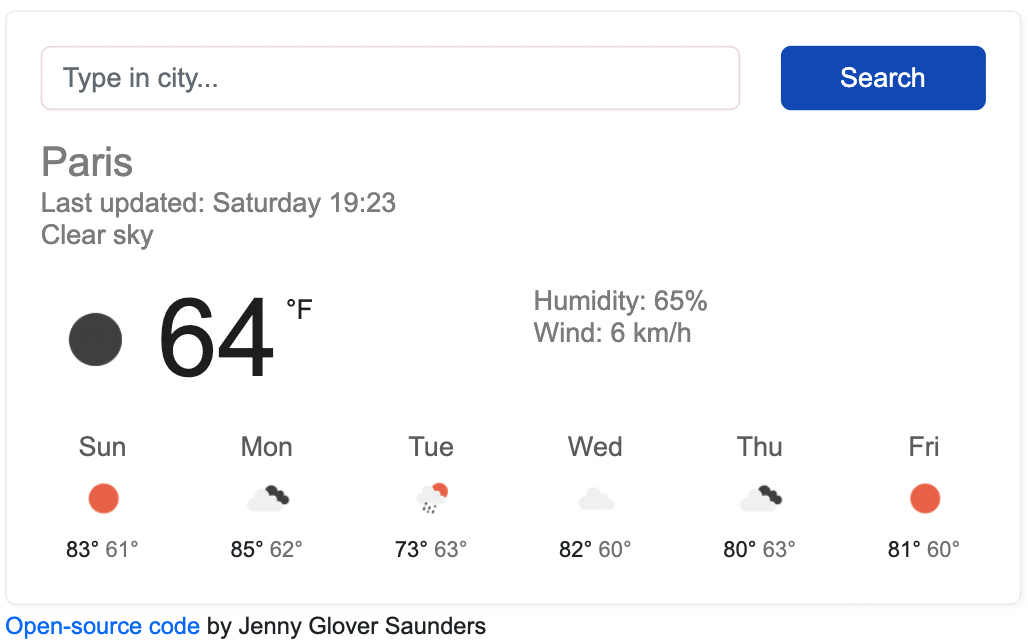 Type in city...
Search
Paris
Last updated: Saturday 19:23
Clear sky
64 °F
Humidity: 65%
Wind: 6 km/h
Sun Mon Tue Wed Thu Fri
83° 61° 85° 62° 73° 63° 82° 60° 80° 63° 81° 60°
Open-source code by Jenny Glover Saunders